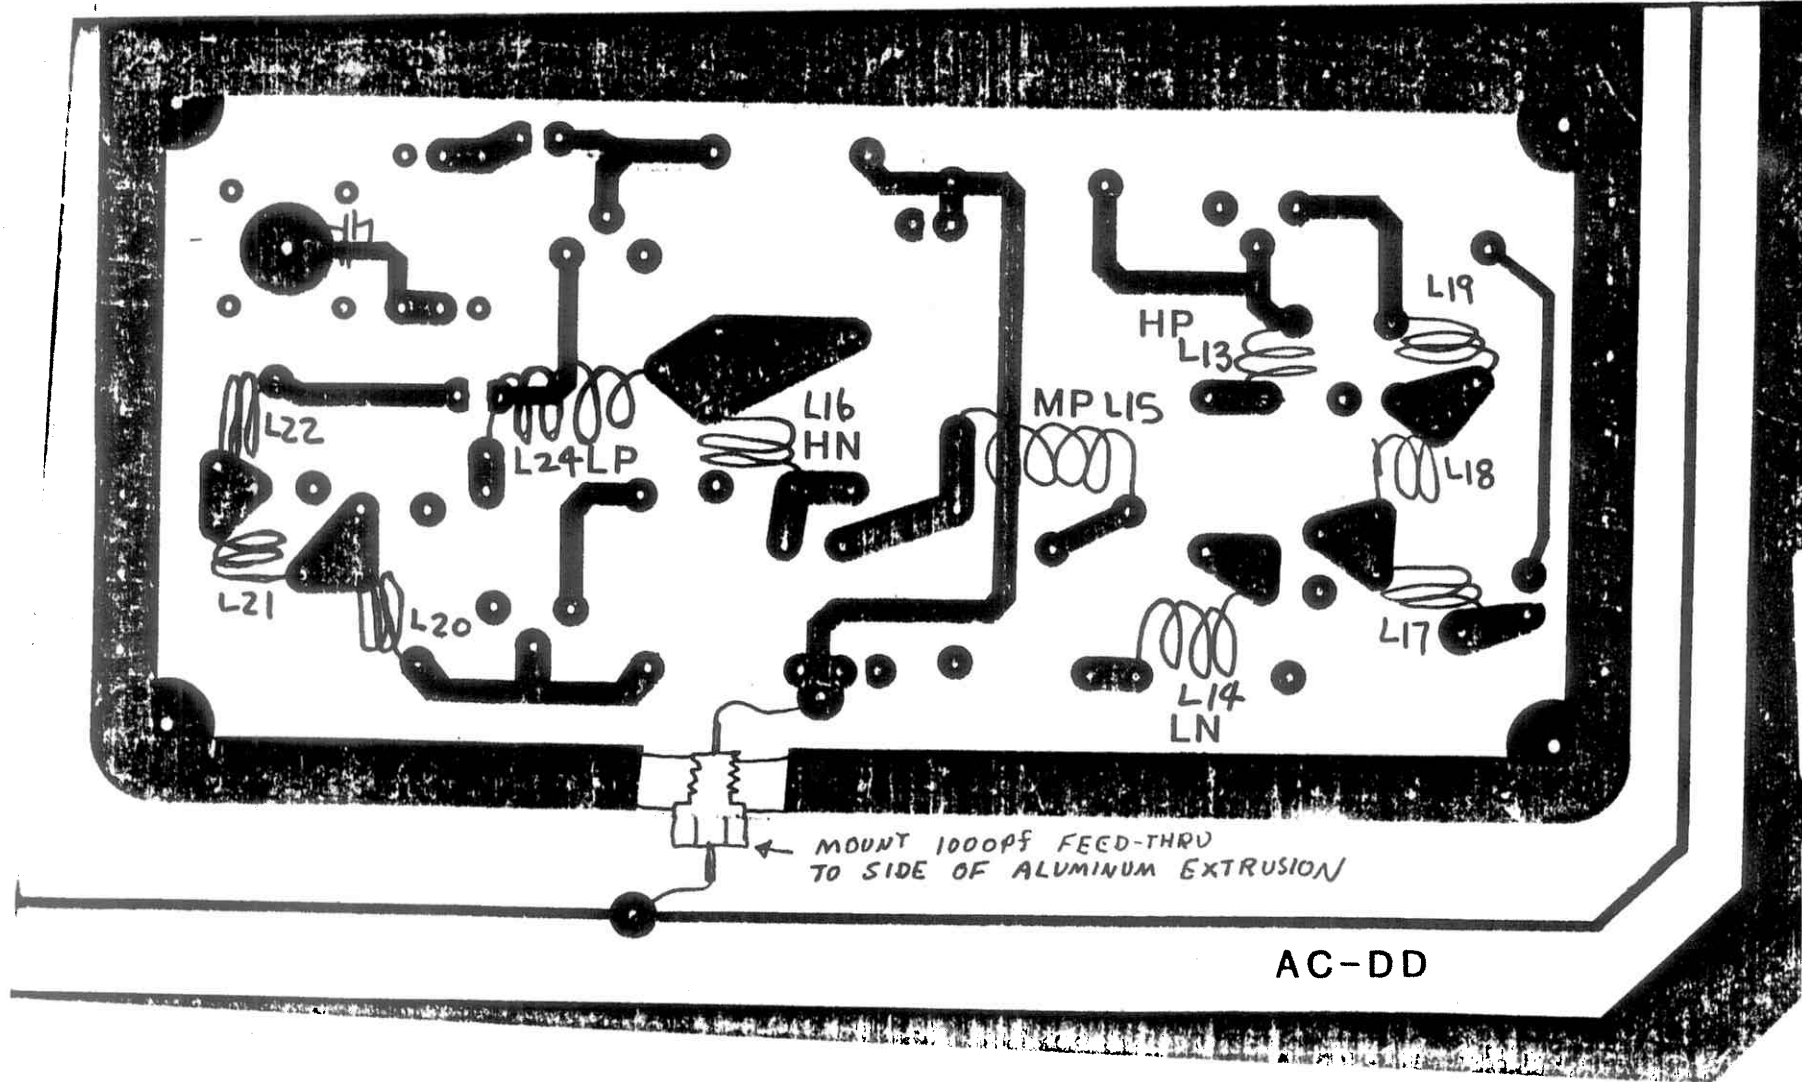 L19
HP
L13
L16
HN
MP L15
L22
L24 LP
L18
L21
L20
L17
L14
LN
MOUNT 1000Pf FEED-THRU
TO SIDE OF ALUMINUM EXTRUSION
AC-DD